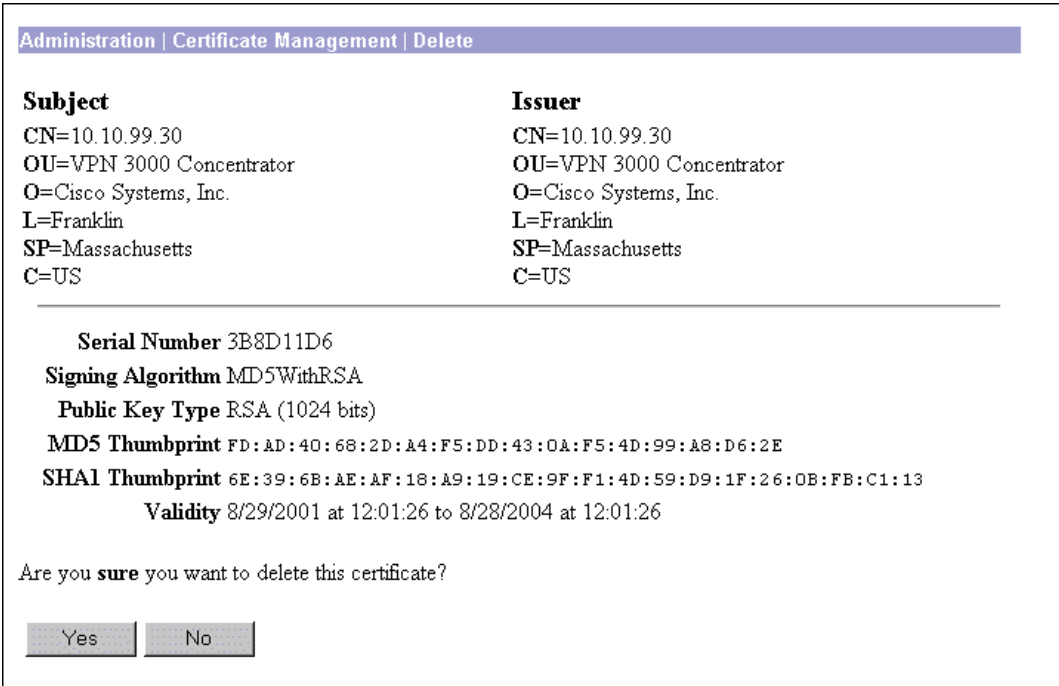 Administration | Certificate Management | Delete
Subject
CN=10.10.99.30
OU=VPN 3000 Concentrator
O=Cisco Systems, Inc.
L=Franklin
SP=Massachusetts
C=US
Issuer
CN=10.10.99.30
OU=VPN 3000 Concentrator
O=Cisco Systems, Inc.
L=Franklin
SP=Massachusetts
C=US
Serial Number 3B8D11D6
Signing Algorithm MD5WithRSA
Public Key Type RSA (1024 bits)
MD5 Thumbprint FD:AD:40:68:2D:A4:F5:DD:43:0A:F5:4D:99:A8:D6:2E
SHA1 Thumbprint 6E:39:6B:AE:AF:18:A9:19:CE:9F:F1:4D:59:D9:1F:26:0B:FB:C1:13
Validity 8/29/2001 at 12:01:26 to 8/28/2004 at 12:01:26
Are you sure you want to delete this certificate?
Yes No